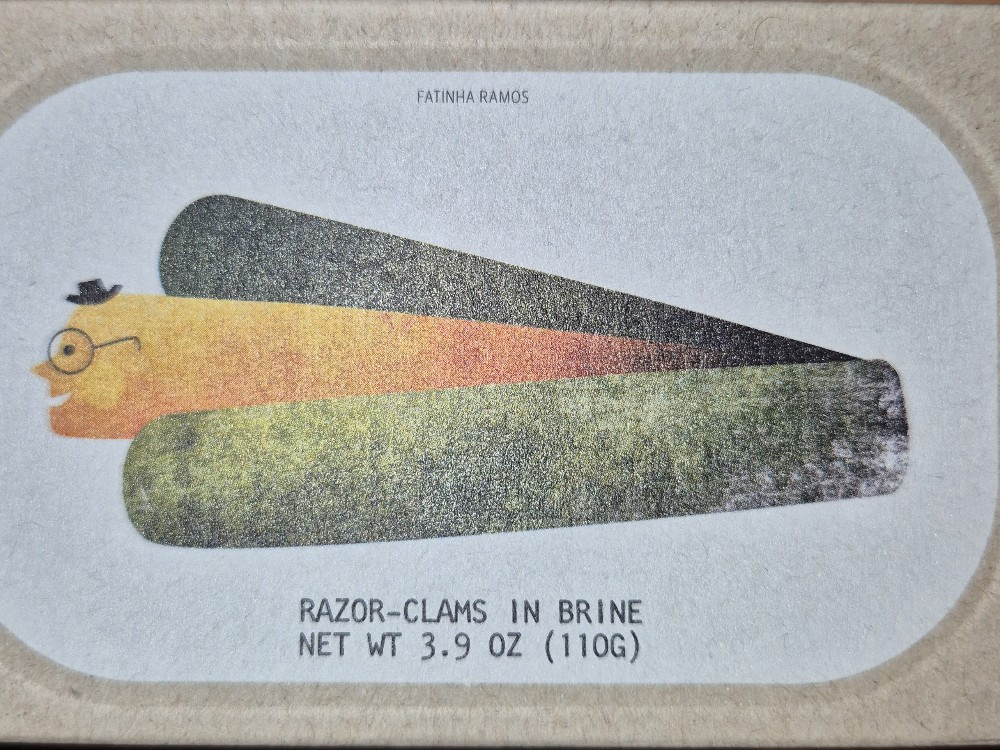 FATINHA RAMOS
RAZOR-CLAMS IN BRINE
NET WT 3.9 OZ (110G)